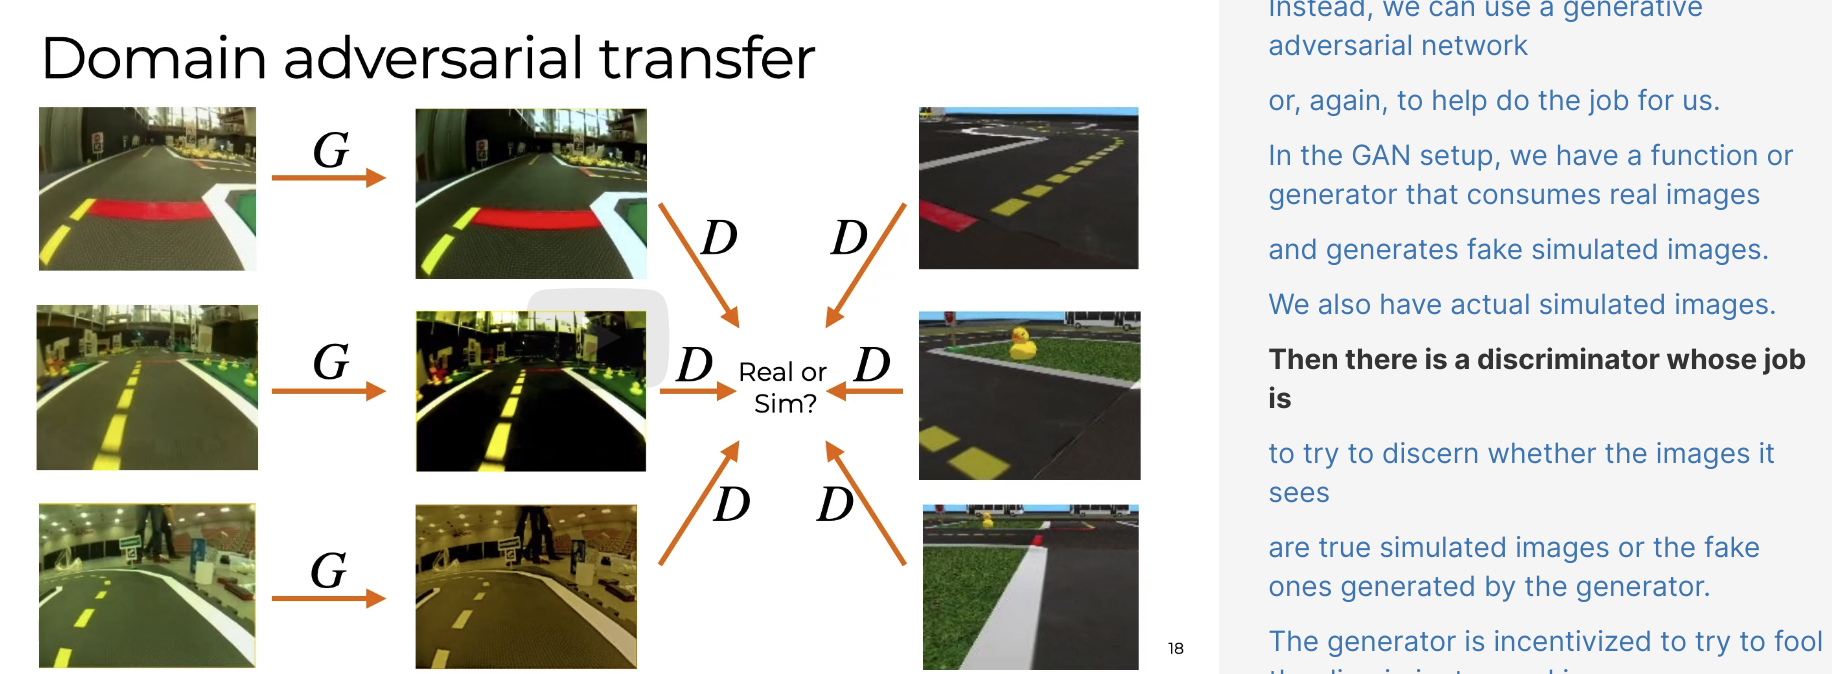 Domain adversarial transfer
G
G
G
D
D
D
D
D
D
Real or
Sim?
18
Instead, we can use a generative
adversarial network
or, again, to help do the job for us.
In the GAN setup, we have a function or
generator that consumes real images
and generates fake simulated images.
We also have actual simulated images.
Then there is a discriminator whose job
is
to try to discern whether the images it
sees
are true simulated images or the fake
ones generated by the generator.
The generator is incentivized to try to fool